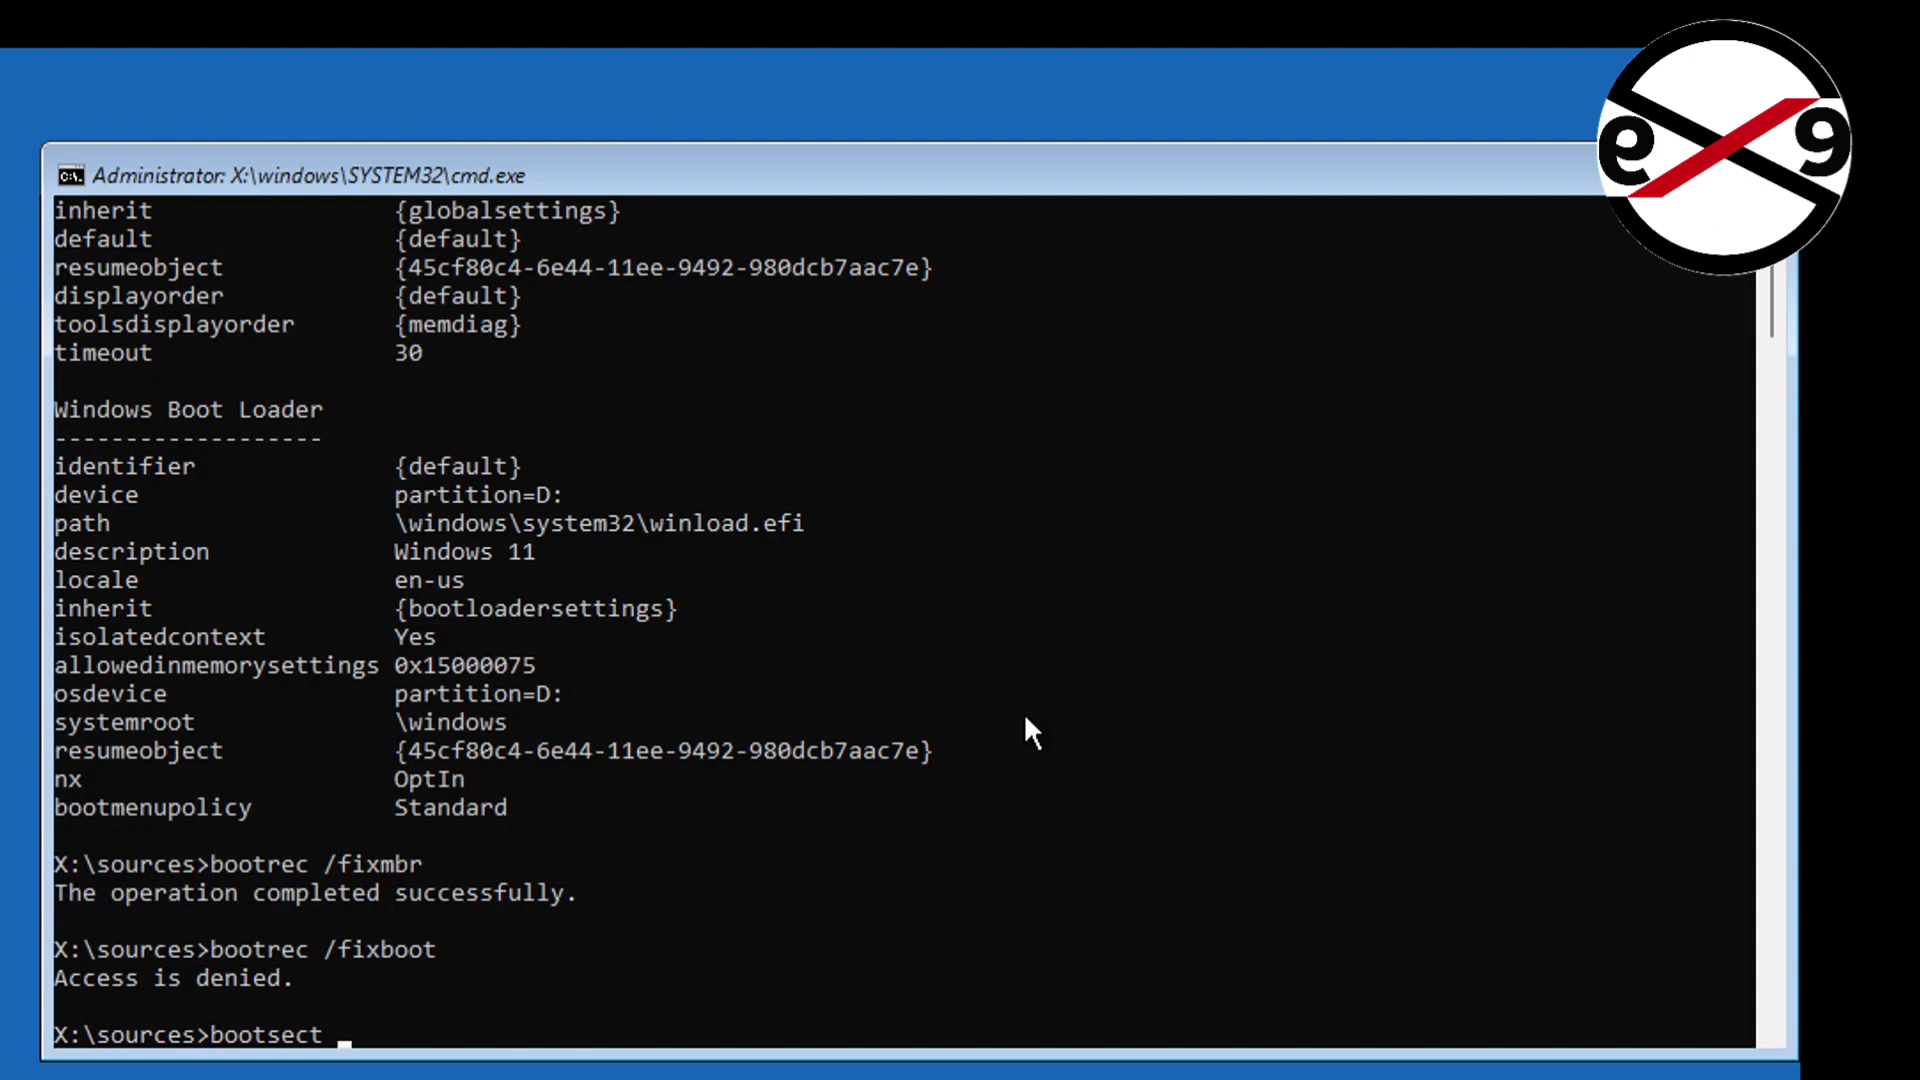 Administrator: X:\windows\SYSTEM32\cmd.exe
inherit {globalsettings}
default {default}
resumeobject {45cf80c4-6e44-11ee-9492-980dcb7aac7e}
displayorder {default}
toolsdisplayorder {memdiag}
timeout 30
Windows Boot Loader
-------------------
identifier {default}
device partition=D:
path \windows\system32\winload.efi
description Windows 11
locale en-us
inherit {bootloadersettings}
isolatedcontext Yes
allowedinmemorysettings 0x15000075
osdevice partition=D:
systemroot \windows
resumeobject {45cf80c4-6e44-11ee-9492-980dcb7aac7e}
nx OptIn
bootmenupolicy Standard
X:\sources>bootrec /fixmbr
The operation completed successfully.
X:\sources>bootrec /fixboot
Access is denied.
X:\sources>bootsect